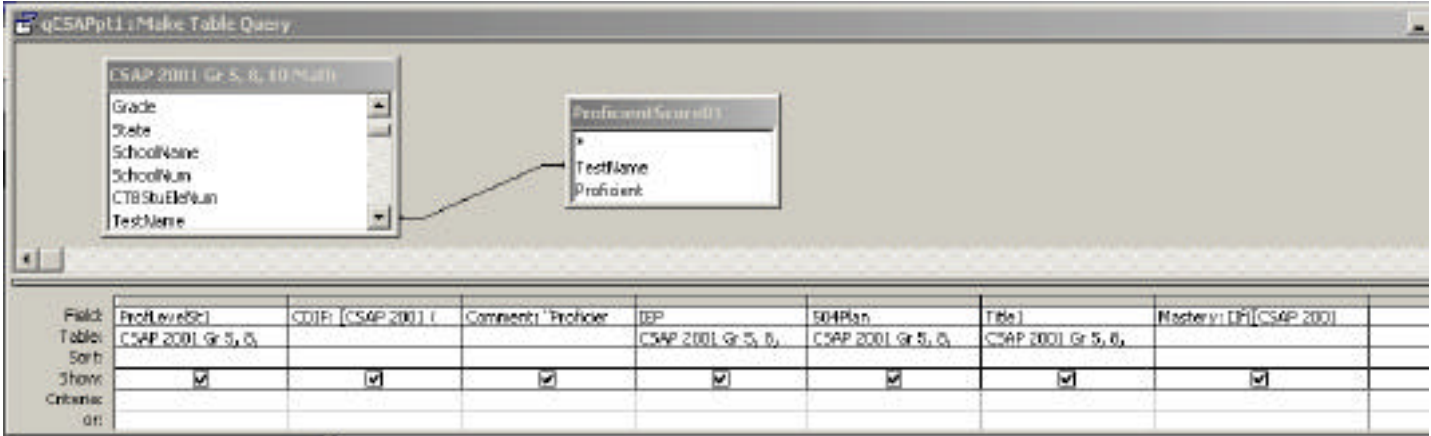 qCSAPpt1 : Make Table Query
CSAP 2001 Gr 5, 8, 10 Math
Grade
State
SchoolName
SchoolNum
CTBStuEleNum
TestName
ProficientScore01
*
TestName
Proficient
Field: ProfLevelSt1 CDIF: [CSAP 2001 ( Comment: "Proficier IEP 504Plan Title1 Mastery: IIf([CSAP 2001
Table: CSAP 2001 Gr 5, 8, CSAP 2001 Gr 5, 8, CSAP 2001 Gr 5, 8, CSAP 2001 Gr 5, 8,
Sort:
Show:
Criteria:
or: